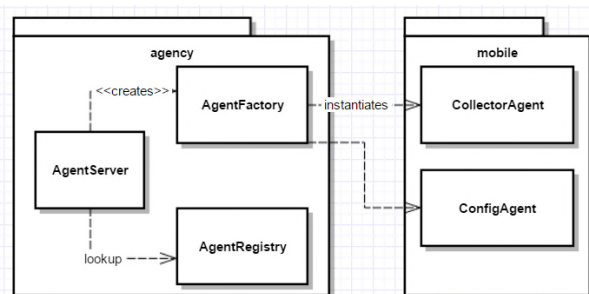 agency
mobile
<<creates>>
AgentFactory
instantiates
CollectorAgent
AgentServer
ConfigAgent
AgentRegistry
lookup